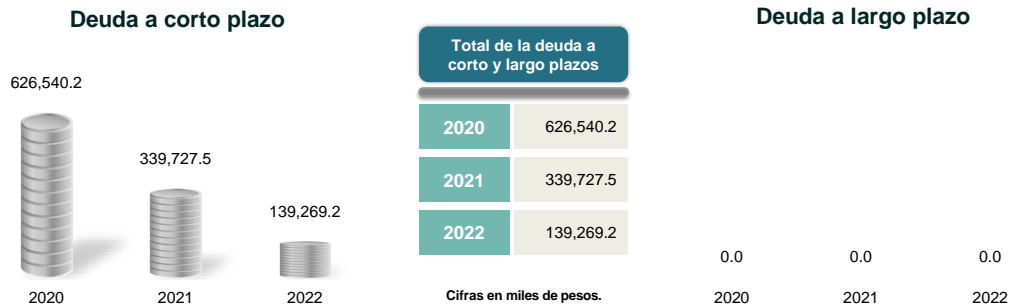 Deuda a corto plazo
626,540.2
339,727.5
139,269.2
2020 2021 2022
Total de la deuda a
corto y largo plazos
2020 626,540.2
2021 339,727.5
2022 139,269.2
Cifras en miles de pesos.
Deuda a largo plazo
0.0 0.0 0.0
2020 2021 2022